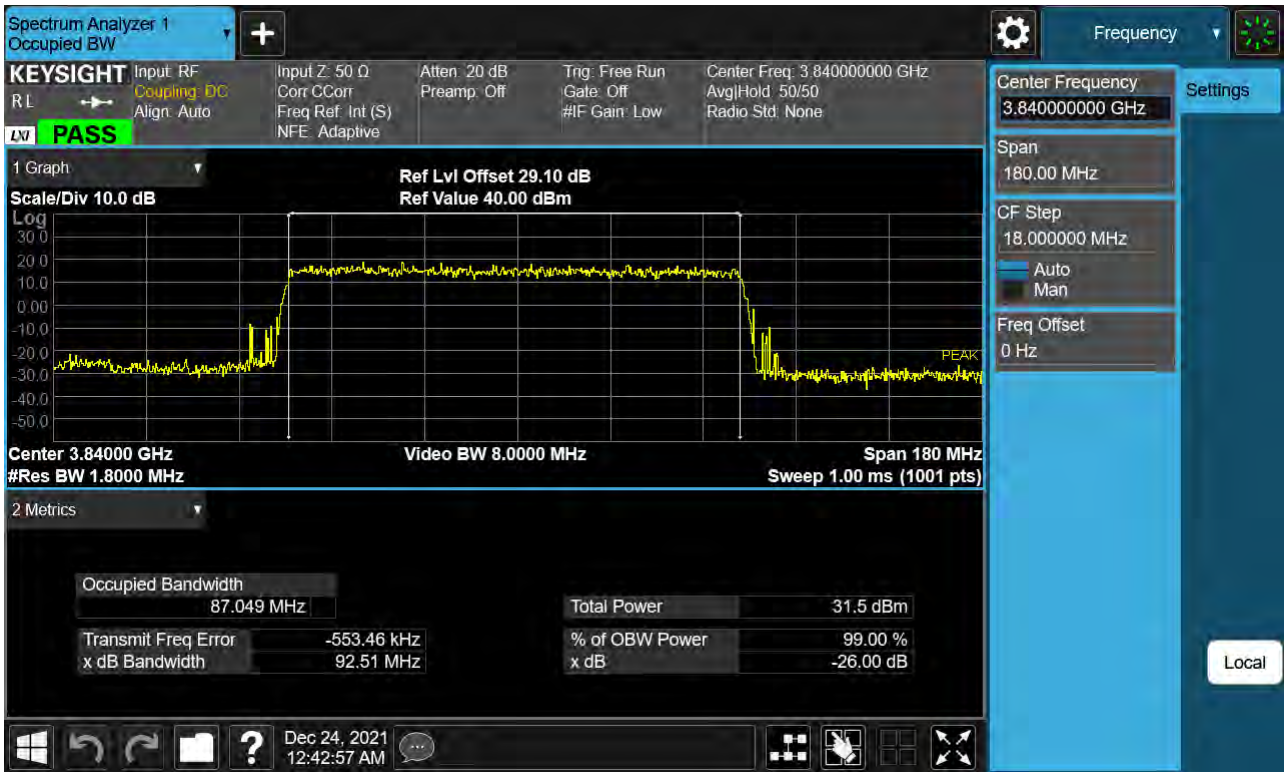 Spectrum Analyzer 1
Occupied BW
+
Frequency
KEYSIGHT
R L
LXI
PASS
Input: RF
Coupling: DC
Align: Auto
Input Z: 50 Ω
Corr CCorr
Freq Ref: Int (S)
NFE: Adaptive
Atten: 20 dB
Preamp: Off
Trig: Free Run
Gate: Off
#IF Gain: Low
Center Freq: 3.840000000 GHz
Avg|Hold: 50/50
Radio Std: None
Center Frequency
3.840000000 GHz
Settings
Span
180.00 MHz
CF Step
18.000000 MHz
Auto
Man
Freq Offset
0 Hz
Local
1 Graph
Scale/Div 10.0 dB
Ref Lvl Offset 29.10 dB
Ref Value 40.00 dBm
Log
30.0
20.0
10.0
0.00
-10.0
-20.0
-30.0
-40.0
-50.0
PEAK
Center 3.84000 GHz
#Res BW 1.8000 MHz
Video BW 8.0000 MHz
Span 180 MHz
Sweep 1.00 ms (1001 pts)
2 Metrics
Occupied Bandwidth
87.049 MHz
Transmit Freq Error -553.46 kHz
x dB Bandwidth 92.51 MHz
Total Power 31.5 dBm
% of OBW Power 99.00 %
x dB -26.00 dB
?
Dec 24, 2021
12:42:57 AM